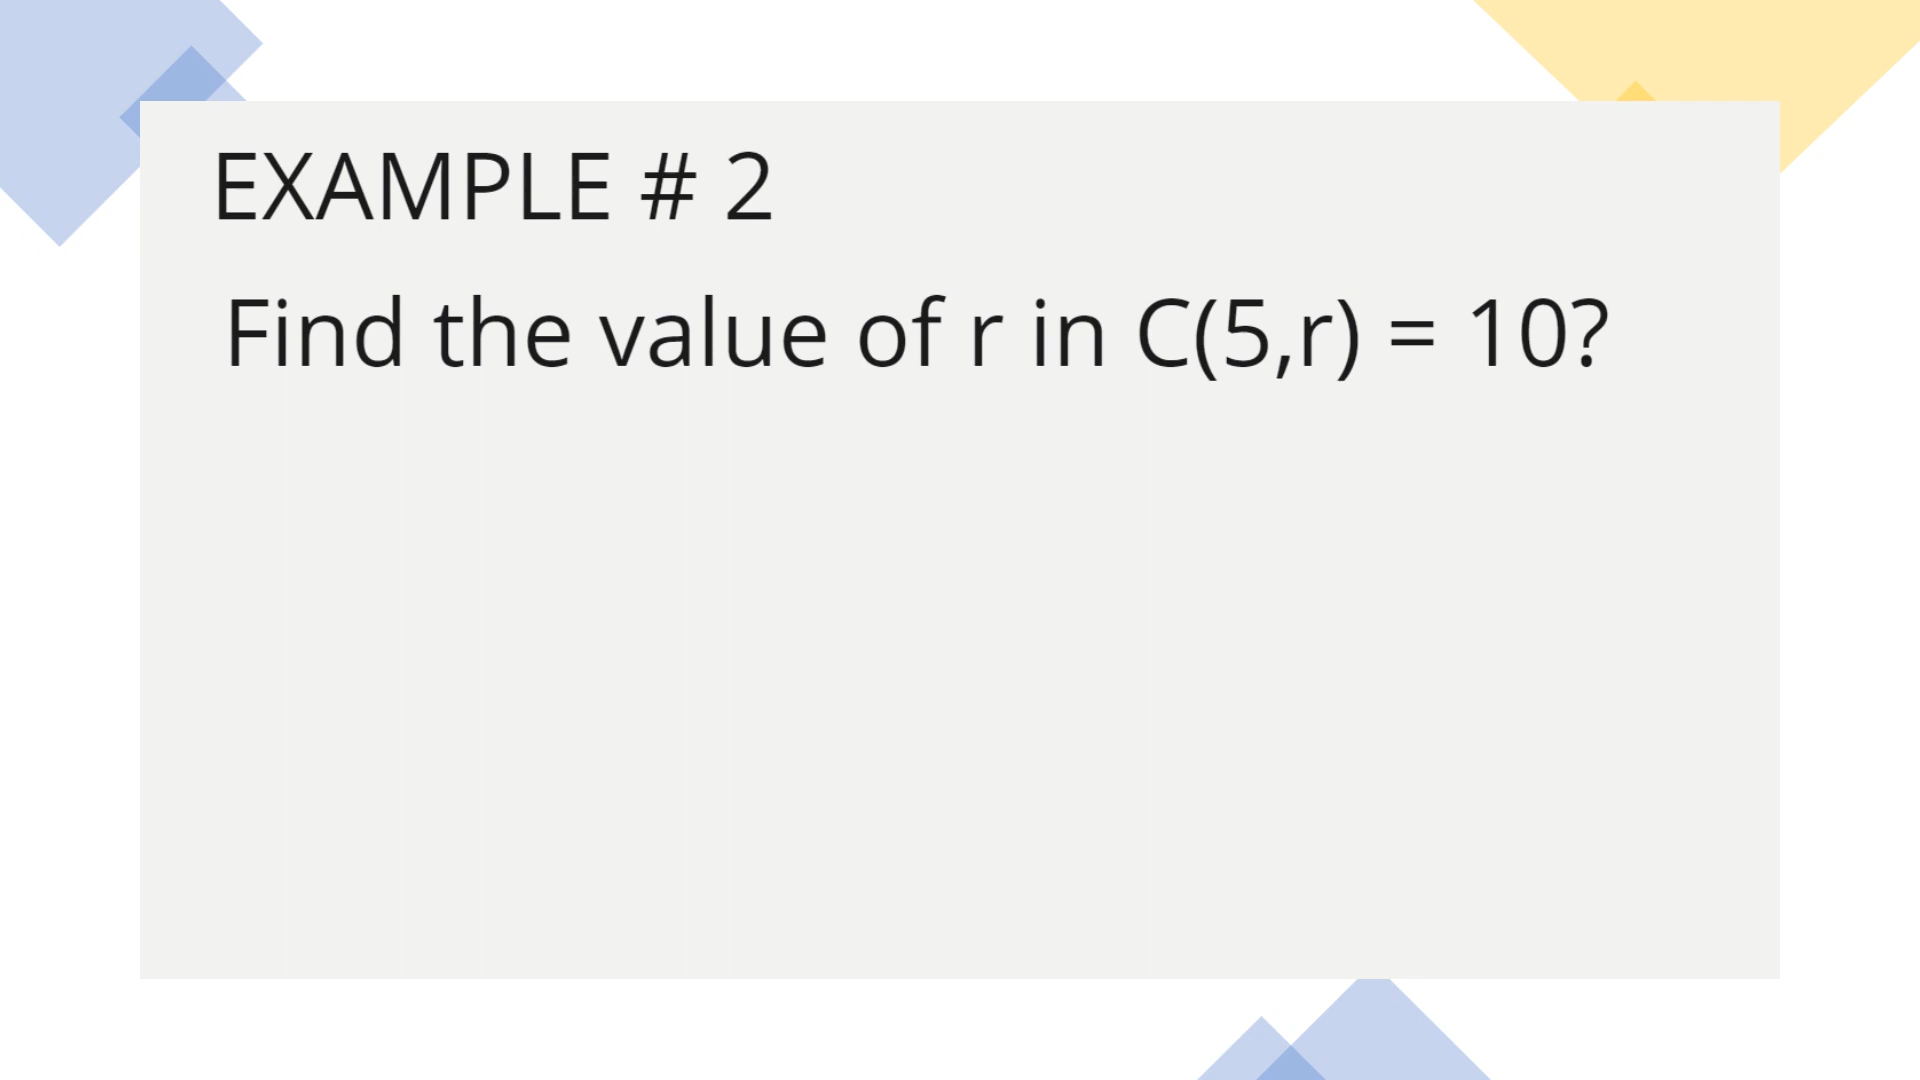 EXAMPLE # 2
Find the value of r in C(5,r) = 10?